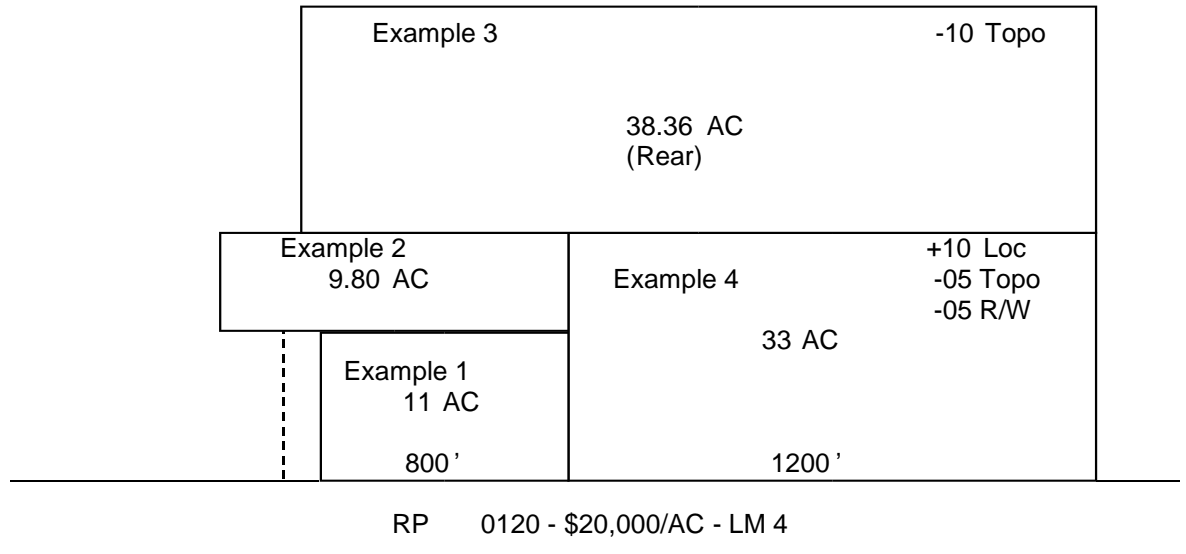 Example 3 -10 Topo
38.36 AC
(Rear)
Example 2
9.80 AC
Example 4
+10 Loc
-05 Topo
-05 R/W
33 AC
Example 1
11 AC
800'
1200'
RP 0120 - $20,000/AC - LM 4